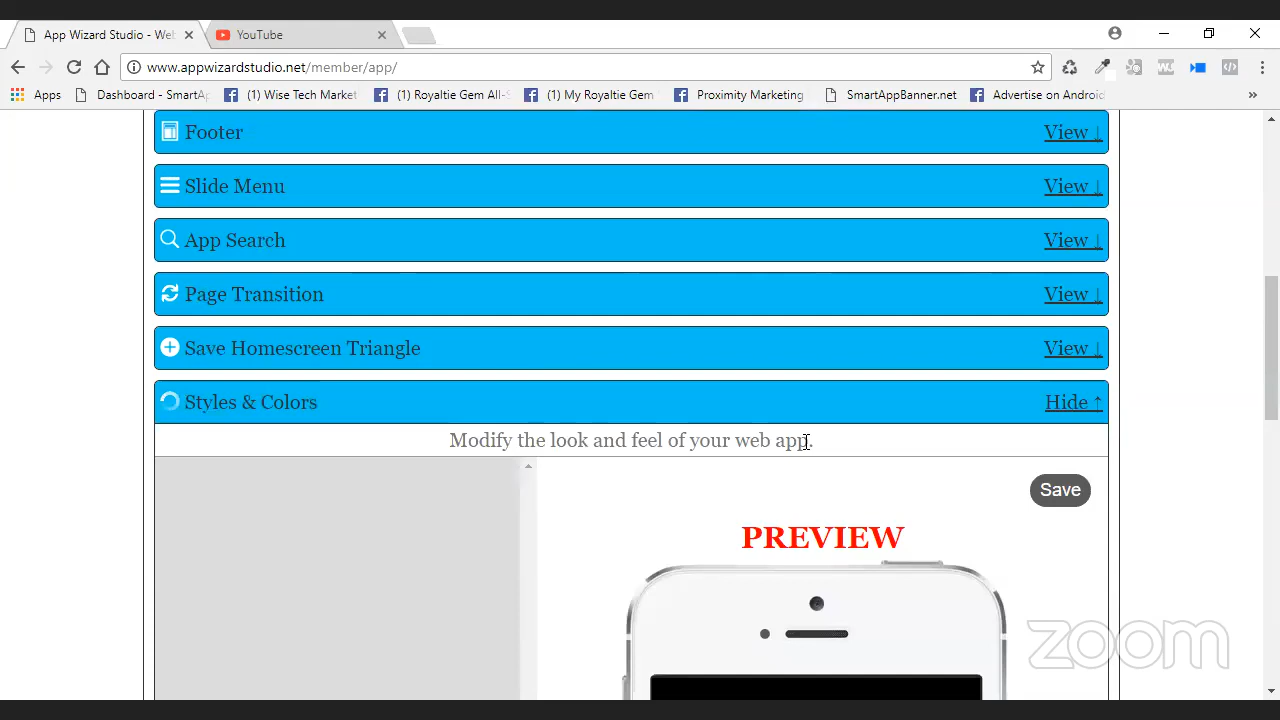 App Wizard Studio - Web
YouTube
www.appwizardstudio.net/member/app/
Apps
Dashboard - SmartAp
(1) Wise Tech Market
(1) Royaltie Gem All-S
(1) My Royaltie Gem
Proximity Marketing
SmartAppBanner.net
Advertise on Android
Footer
View ↓
Slide Menu
View ↓
App Search
View ↓
Page Transition
View ↓
Save Homescreen Triangle
View ↓
Styles & Colors
Hide ↑
Modify the look and feel of your web app.
Save
PREVIEW
zoom